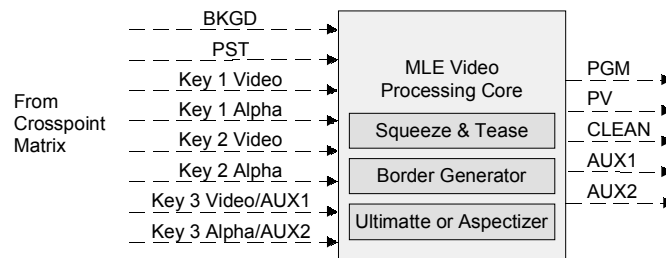 From
Crosspoint
Matrix
BKGD
PST
Key 1 Video
Key 1 Alpha
Key 2 Video
Key 2 Alpha
Key 3 Video/AUX1
Key 3 Alpha/AUX2
MLE Video
Processing Core
Squeeze & Tease
Border Generator
Ultimatte or Aspectizer
PGM
PV
CLEAN
AUX1
AUX2